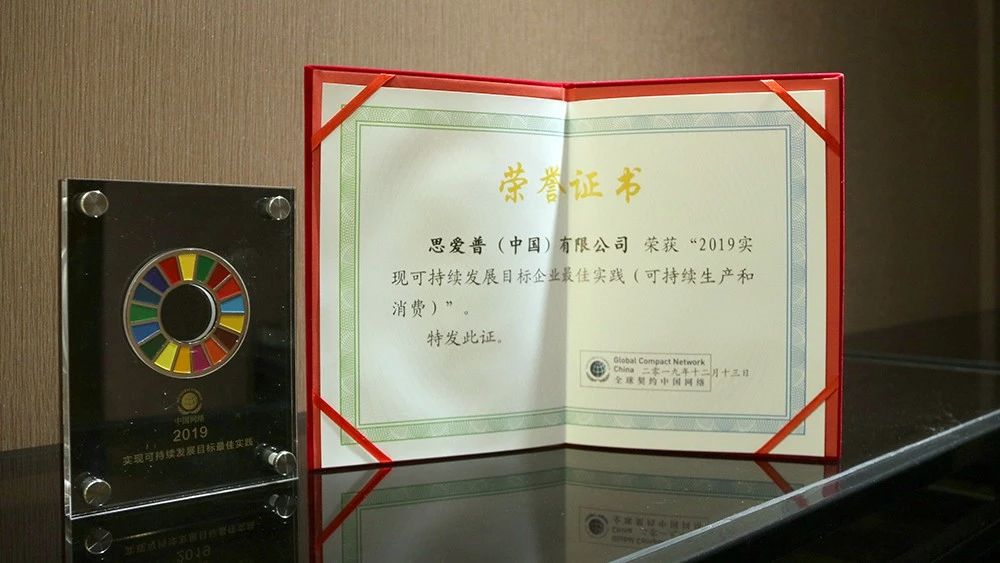 中国网络
2019
实现可持续发展目标最佳实践
荣誉证书
思爱普（中国）有限公司 荣获“2019实
现可持续发展目标企业最佳实践（可持续生产和
消费）”。
特发此证。
Global Compact Network
China 二零一九年十二月十三日
全球契约中国网络